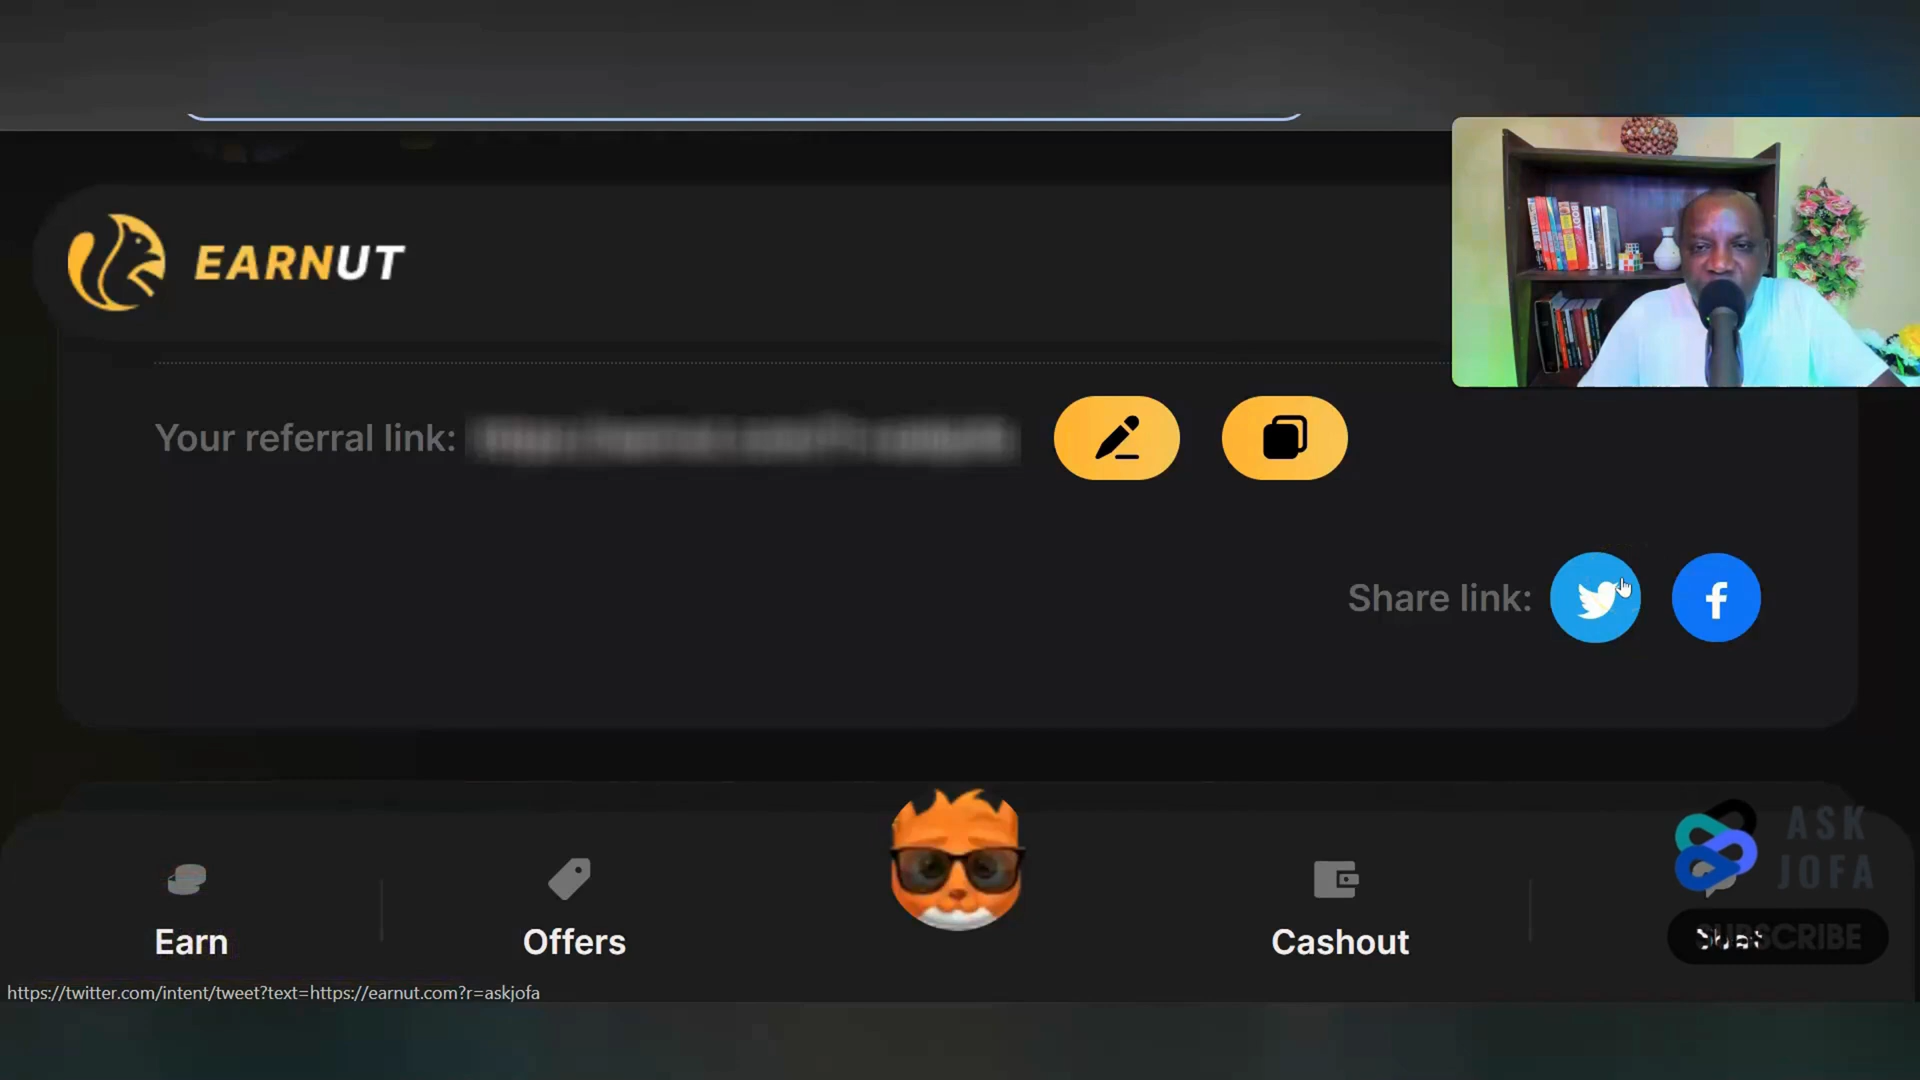 EARNUT
Your referral link:
Share link:
ASK
JOFA
Earn
Offers
Cashout
SUBSCRIBE
https://twitter.com/intent/tweet?text=https://earnut.com?r=askjofa